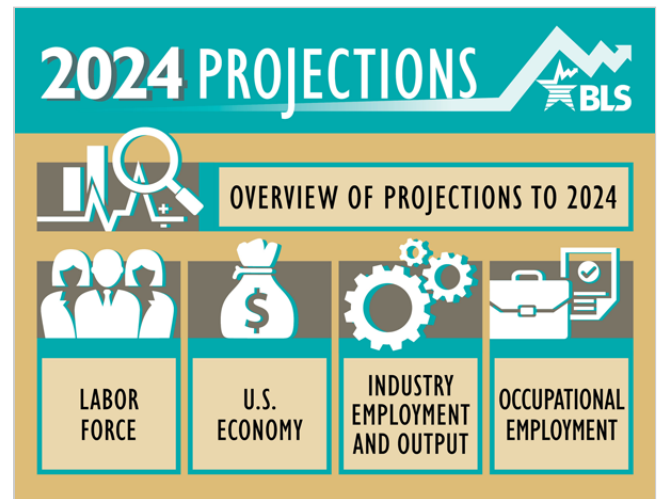 2024 PROJECTIONS
BLS
OVERVIEW OF PROJECTIONS TO 2024
$
LABOR
FORCE
U.S.
ECONOMY
INDUSTRY
EMPLOYMENT
AND OUTPUT
OCCUPATIONAL
EMPLOYMENT